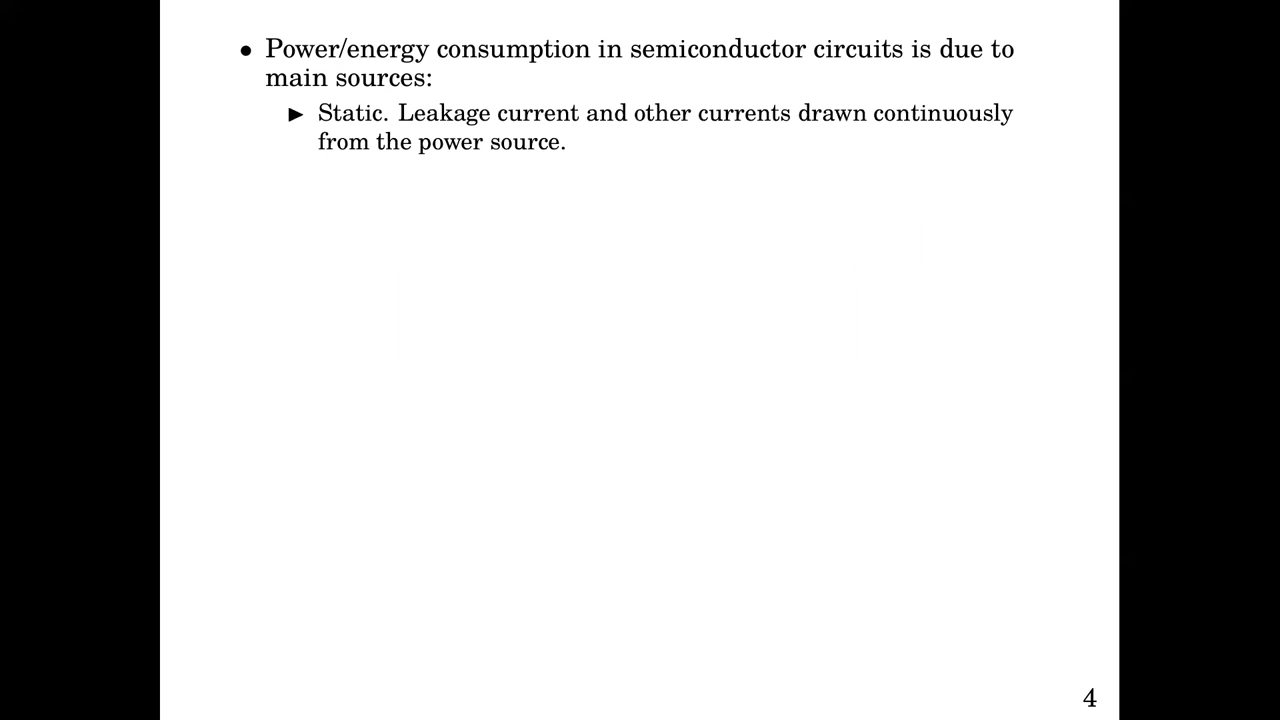 • Power/energy consumption in semiconductor circuits is due to
main sources:
▶ Static. Leakage current and other currents drawn continuously
from the power source.
4